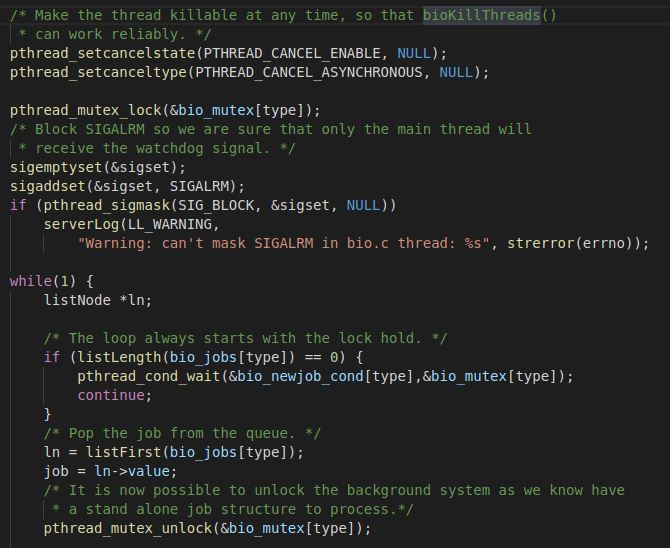 /* Make the thread killable at any time, so that bioKillThreads()
 * can work reliably. */
pthread_setcancelstate(PTHREAD_CANCEL_ENABLE, NULL);
pthread_setcanceltype(PTHREAD_CANCEL_ASYNCHRONOUS, NULL);

pthread_mutex_lock(&bio_mutex[type]);
/* Block SIGALRM so we are sure that only the main thread will
 * receive the watchdog signal. */
sigemptyset(&sigset);
sigaddset(&sigset, SIGALRM);
if (pthread_sigmask(SIG_BLOCK, &sigset, NULL))
    serverLog(LL_WARNING,
        "Warning: can't mask SIGALRM in bio.c thread: %s", strerror(errno));

while(1) {
    listNode *ln;

    /* The loop always starts with the lock hold. */
    if (listLength(bio_jobs[type]) == 0) {
        pthread_cond_wait(&bio_newjob_cond[type],&bio_mutex[type]);
        continue;
    }
    /* Pop the job from the queue. */
    ln = listFirst(bio_jobs[type]);
    job = ln->value;
    /* It is now possible to unlock the background system as we know have
     * a stand alone job structure to process.*/
    pthread_mutex_unlock(&bio_mutex[type]);